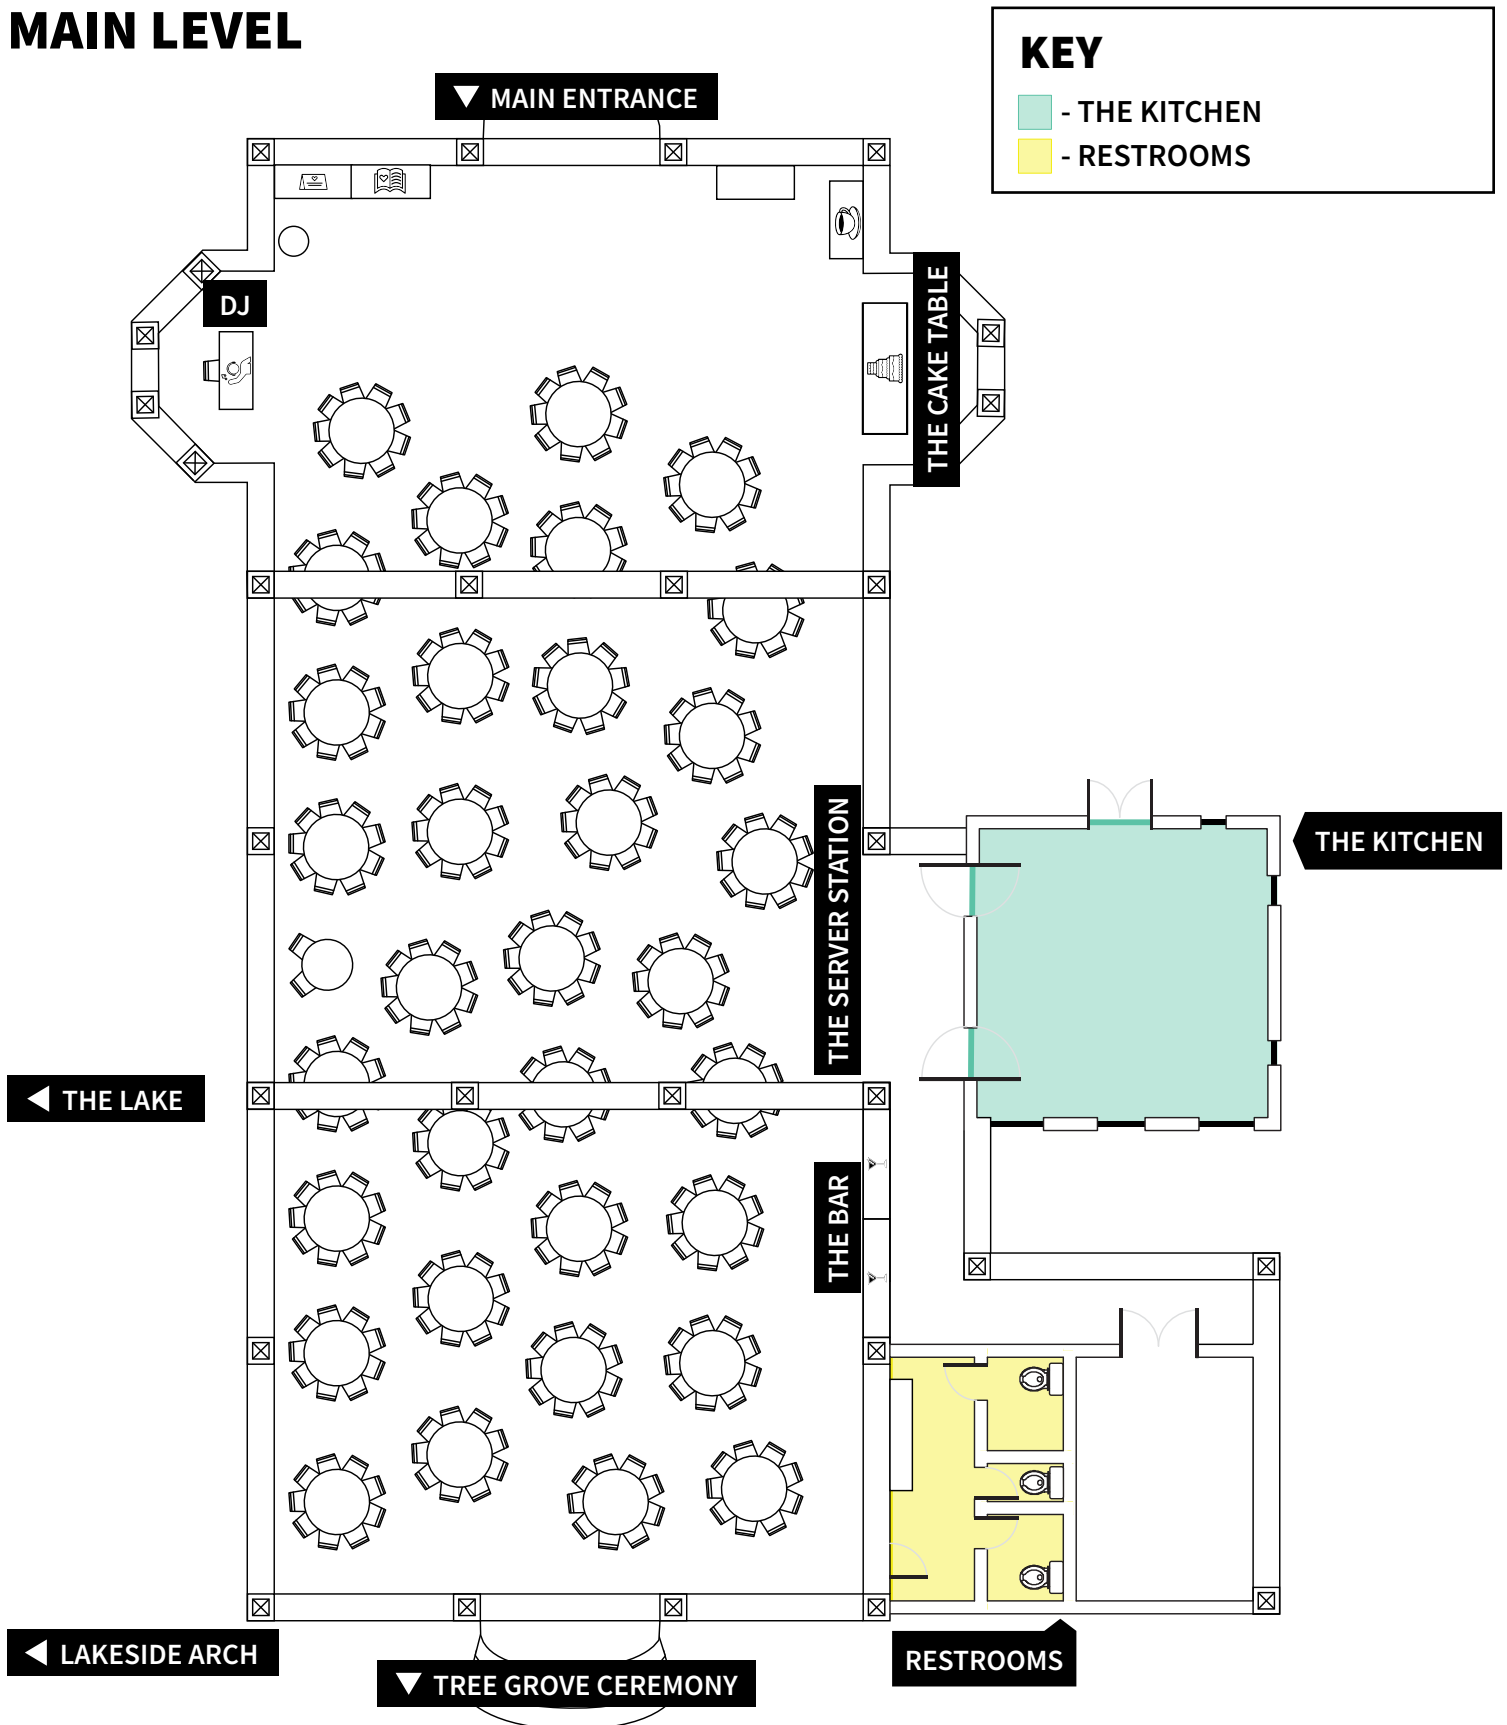 MAIN LEVEL
KEY
- THE KITCHEN
- RESTROOMS
MAIN ENTRANCE
DJ
THE CAKE TABLE
THE SERVER STATION
THE KITCHEN
THE LAKE
THE BAR
LAKESIDE ARCH
TREE GROVE CEREMONY
RESTROOMS